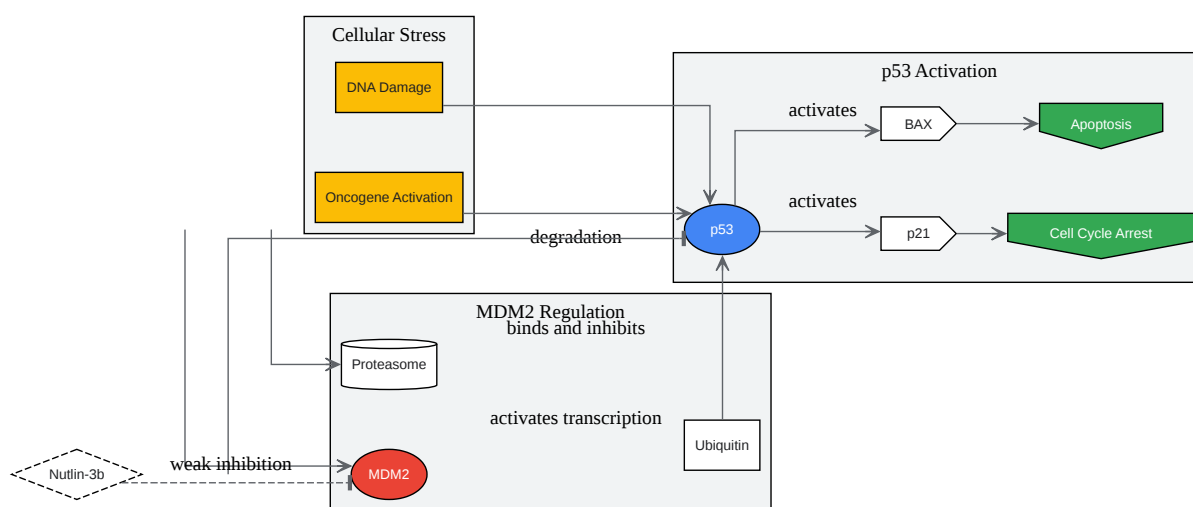 Cellular Stress
DNA Damage
Oncogene Activation
p53 Activation
activates
BAX
Apoptosis
activates
p53
p21
Cell Cycle Arrest
degradation
MDM2 Regulation
binds and inhibits
Proteasome
activates transcription
Ubiquitin
Nutlin-3b
weak inhibition
MDM2